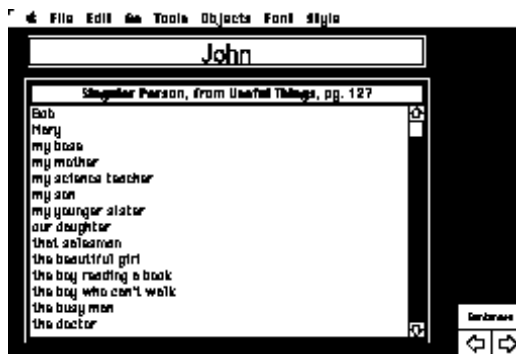 File Edit Go Tools Objects Font Style
John
Singular Person, from Useful Things, pg. 127
Bob
Mary
my boss
my mother
my science teacher
my son
my younger sister
our daughter
that salesman
the beautiful girl
the boy reading a book
the boy who can't walk
the busy man
the doctor